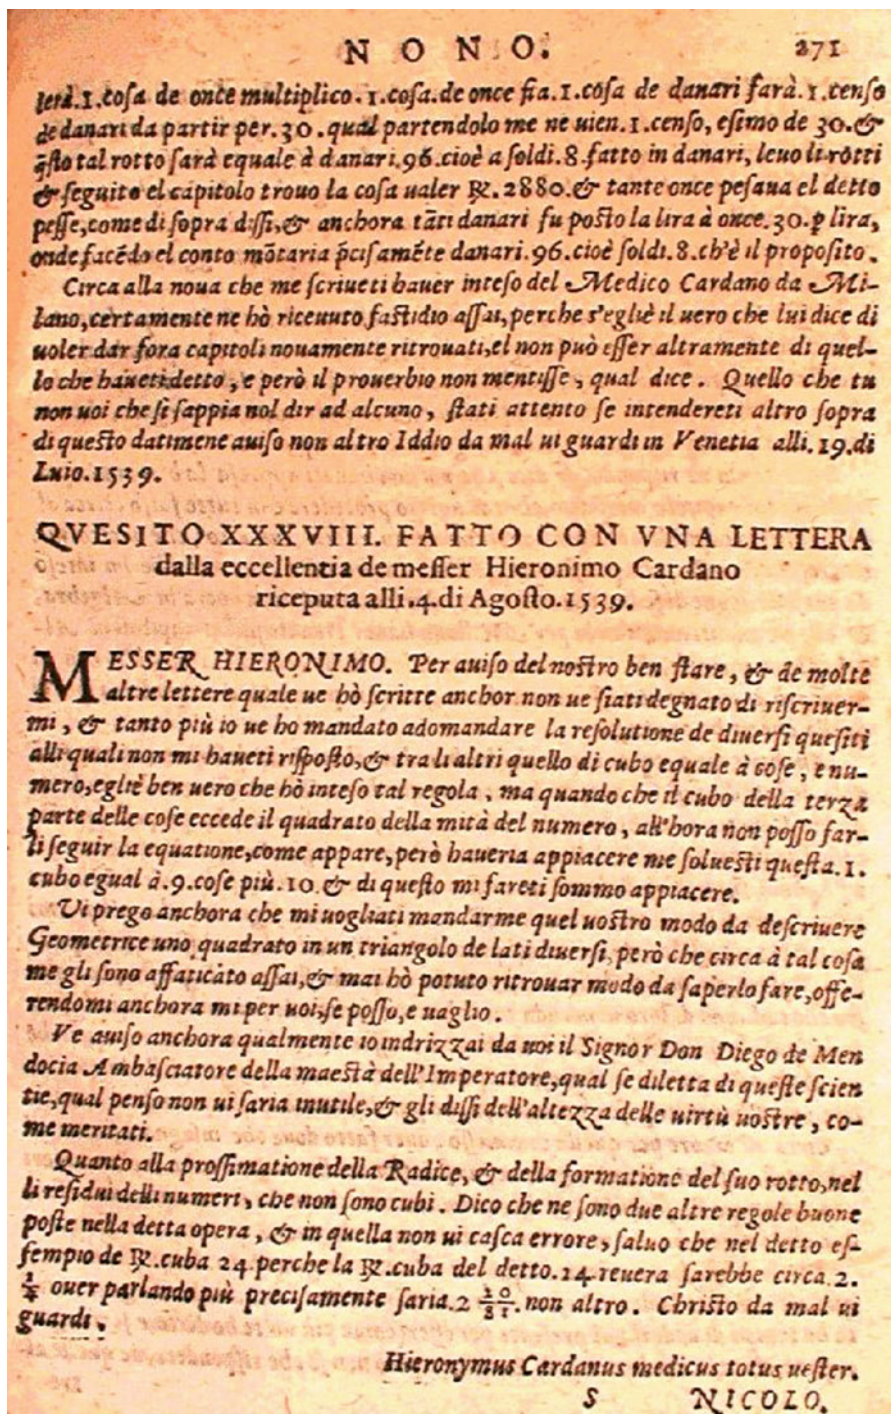 NONO. 271
lerà.1.cosa de once multiplico.1.cosa.de once fia.1.cosa de danari farà.1.censo
de danari da partir per.30.qual partendolo me ne uien.1.censo, esimo de 30.&
q̃sto tal rotto sarà equale à danari.96.cioè a soldi.8.fatto in danari, leuo li rotti
& seguito el capitolo trouo la cosa ualer ℞.2880.& tante once pesaua el detto
pesse, come di sopra dissi,& anchora tãti danari fu posto la lira à once.30.ꝑ lira,
onde facẽdo el conto mõtaria p̃cisamẽte danari.96.cioè soldi.8.ch'è il proposito.
Circa alla noua che me scriueti hauer inteso del Medico Cardano da Mi-
lano, certamente ne hò riceuuto fastidio assai, perche s'egliè il uero che lui dice di
uoler dar fora capitoli nouamente ritrouati, el non può esser altramente di quel-
lo che haueti detto, e però il prouerbio non mentisse, qual dice. Quello che tu
non uoi che si sappia nol dir ad alcuno, stati attento se intendereti altro sopra
di questo datimene auiso non altro Iddio da mal ui guardi in Venetia alli.19.di
Luio.1539.
QVESITO XXXVIII. FATTO CON VNA LETTERA
dalla eccellentia de messer Hieronimo Cardano
riceputa alli.4.di Agosto.1539.
MESSER HIERONIMO. Per auiso del nostro ben stare, & de molte
altre lettere quale ue hò scritte anchor non ue siati degnato di riscriuer-
mi, & tanto più io ue ho mandato adomandare la resolutione de diuersi quesiti
alli quali non mi haueti risposto,& tra li altri quello di cubo equale à cose, e nu-
mero, egliè ben uero che hò inteso tal regola, ma quando che il cubo della terza
parte delle cose eccede il quadrato della mità del numero, all'hora non posso far-
li seguir la equatione, come appare, però haueria appiacere me soluesti questa.1.
cubo egual à.9.cose più.10.& di questo mi fareti sommo appiacere.
Vi prego anchora che mi uogliati mandarme quel uostro modo da descriuere
Geometrice uno quadrato in un triangolo de lati diuersi, però che circa à tal cosa
me gli sono affaticato assai,& mai hò potuto ritrouar modo da saperlo fare, offe-
rendomi anchora mi per uoi, se posso, e uaglio.
Ve auiso anchora qualmente io indrizzai da uoi il Signor Don Diego de Men
docia Ambasciatore della maestà dell'Imperatore, qual se diletta di queste scien
tie, qual penso non ui saria inutile,& gli dissi dell'altezza delle uirtù uostre, co-
me meritati.
Quanto alla prossimatione della Radice, & della formatione del suo rotto, nel
li residui delli numeri, che non sono cubi. Dico che ne sono due altre regole buone
poste nella detta opera, & in quella non ui casca errore, saluo che nel detto es-
sempio de ℞.cuba 24 perche la ℞.cuba del detto.24.reuera sarebbe circa.2.
ouer parlando più precisamente saria.2 non altro. Christo da mal ui
guardi.
Hieronymus Cardanus medicus totus uester.
S NICOLO.